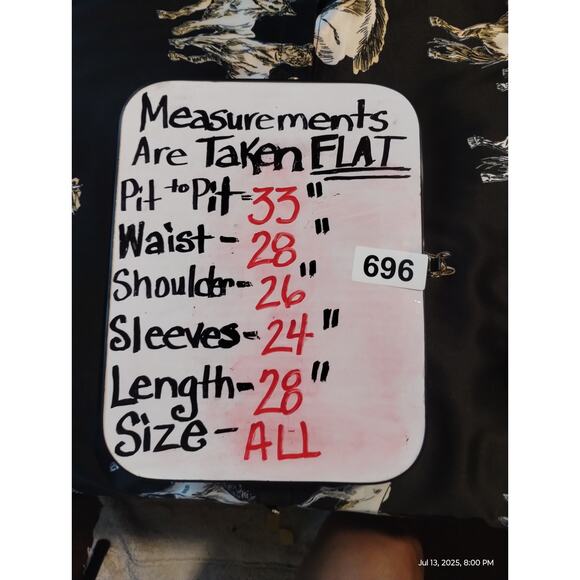 Measurements
Are Taken FLAT
Pit to Pit-33"
Waist-28"
Shoulder-26"
Sleeves-24"
Length-28"
Size-ALL
696
Jul 13, 2025, 8:00 PM